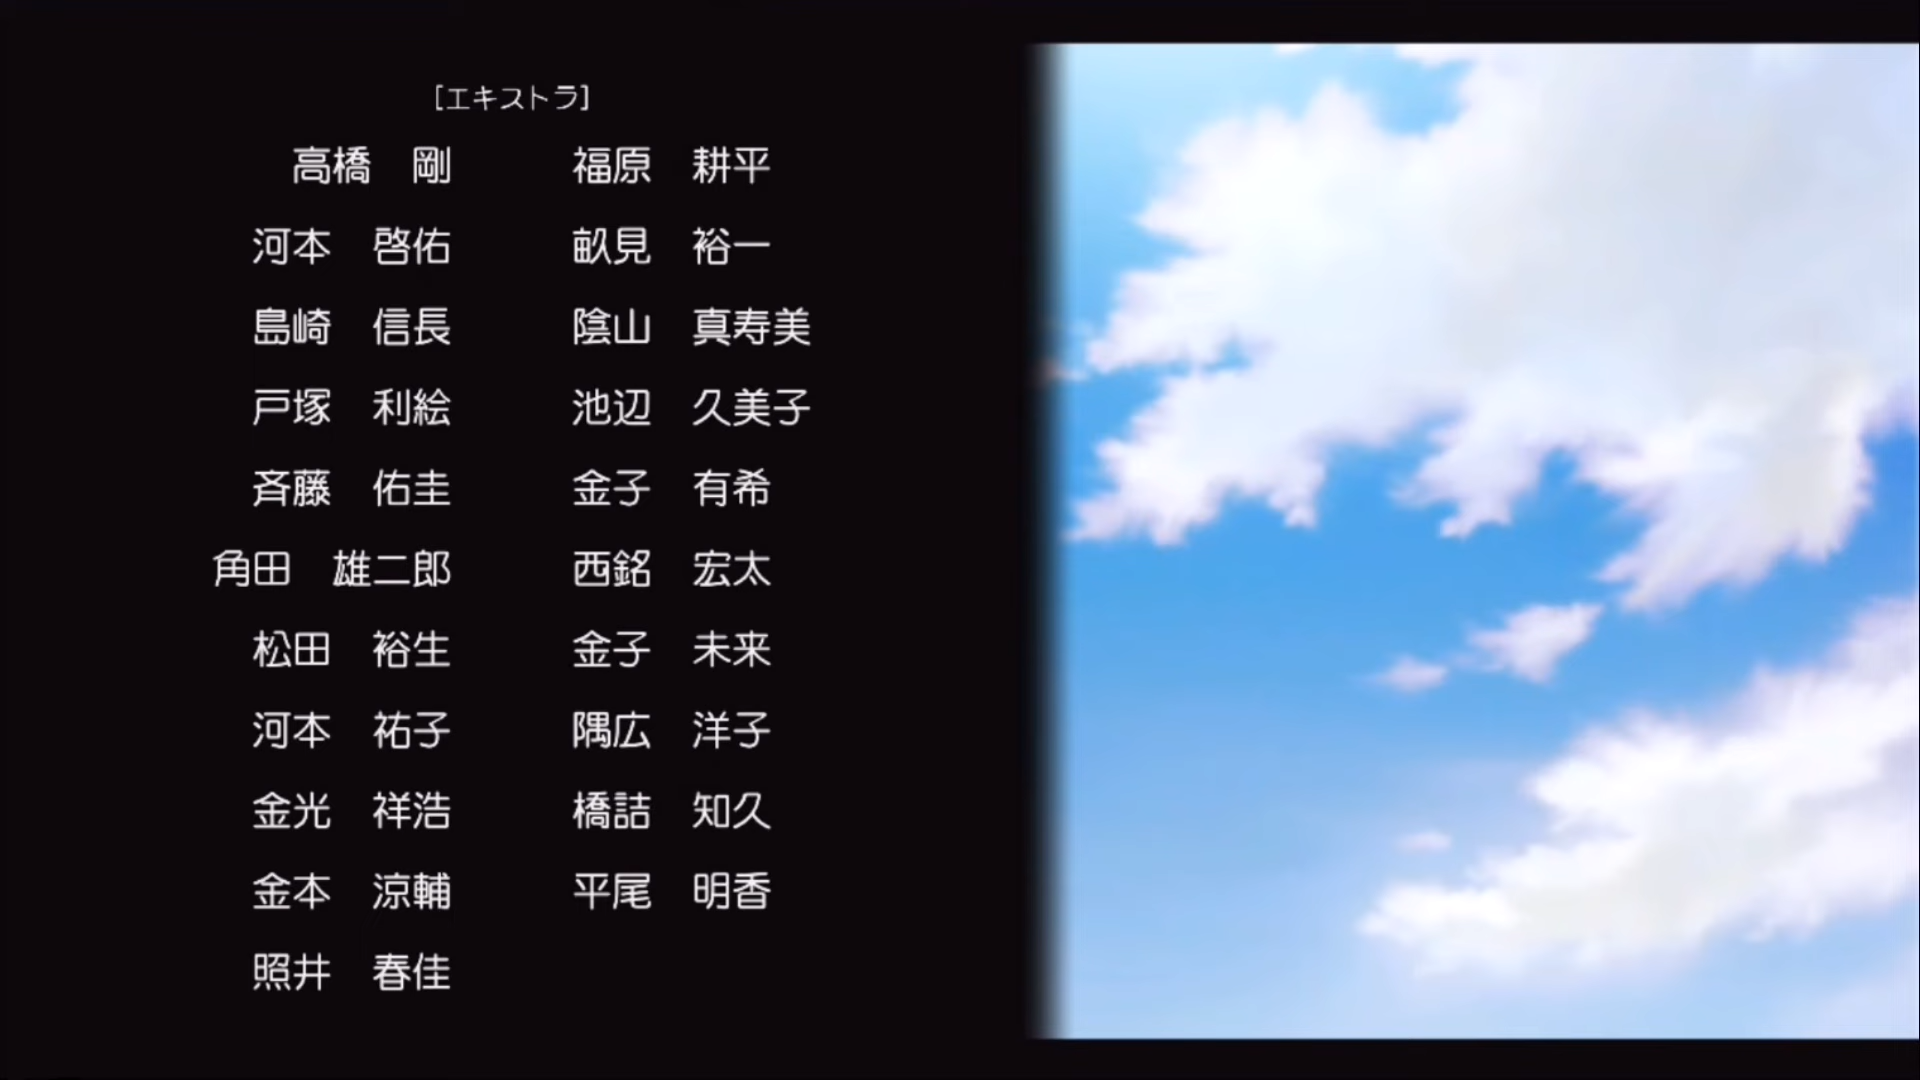 [エキストラ]
高橋　剛　福原　耕平
河本　啓佑　畝見　裕一
島崎　信長　陰山　真寿美
戸塚　利絵　池辺　久美子
斉藤　佑圭　金子　有希
角田　雄二郎　西銘　宏太
松田　裕生　金子　未来
河本　祐子　隅広　洋子
金光　祥浩　橋詰　知久
金本　涼輔　平尾　明香
照井　春佳